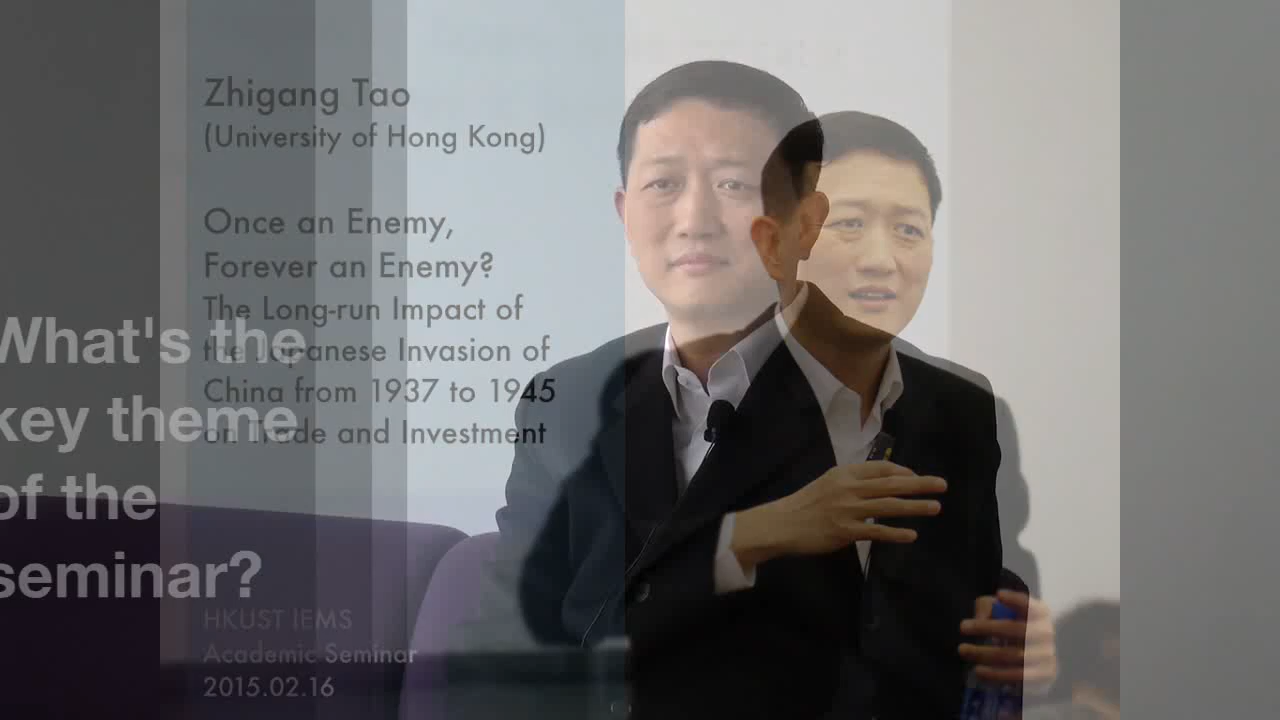 Zhigang Tao
(University of Hong Kong)
Once an Enemy,
Forever an Enemy?
The Long-run Impact of
the Japanese Invasion of
China from 1937 to 1945
on Trade and Investment
What's the
key theme
of the
seminar?
HKUST IEMS
Academic Seminar
2015.02.16